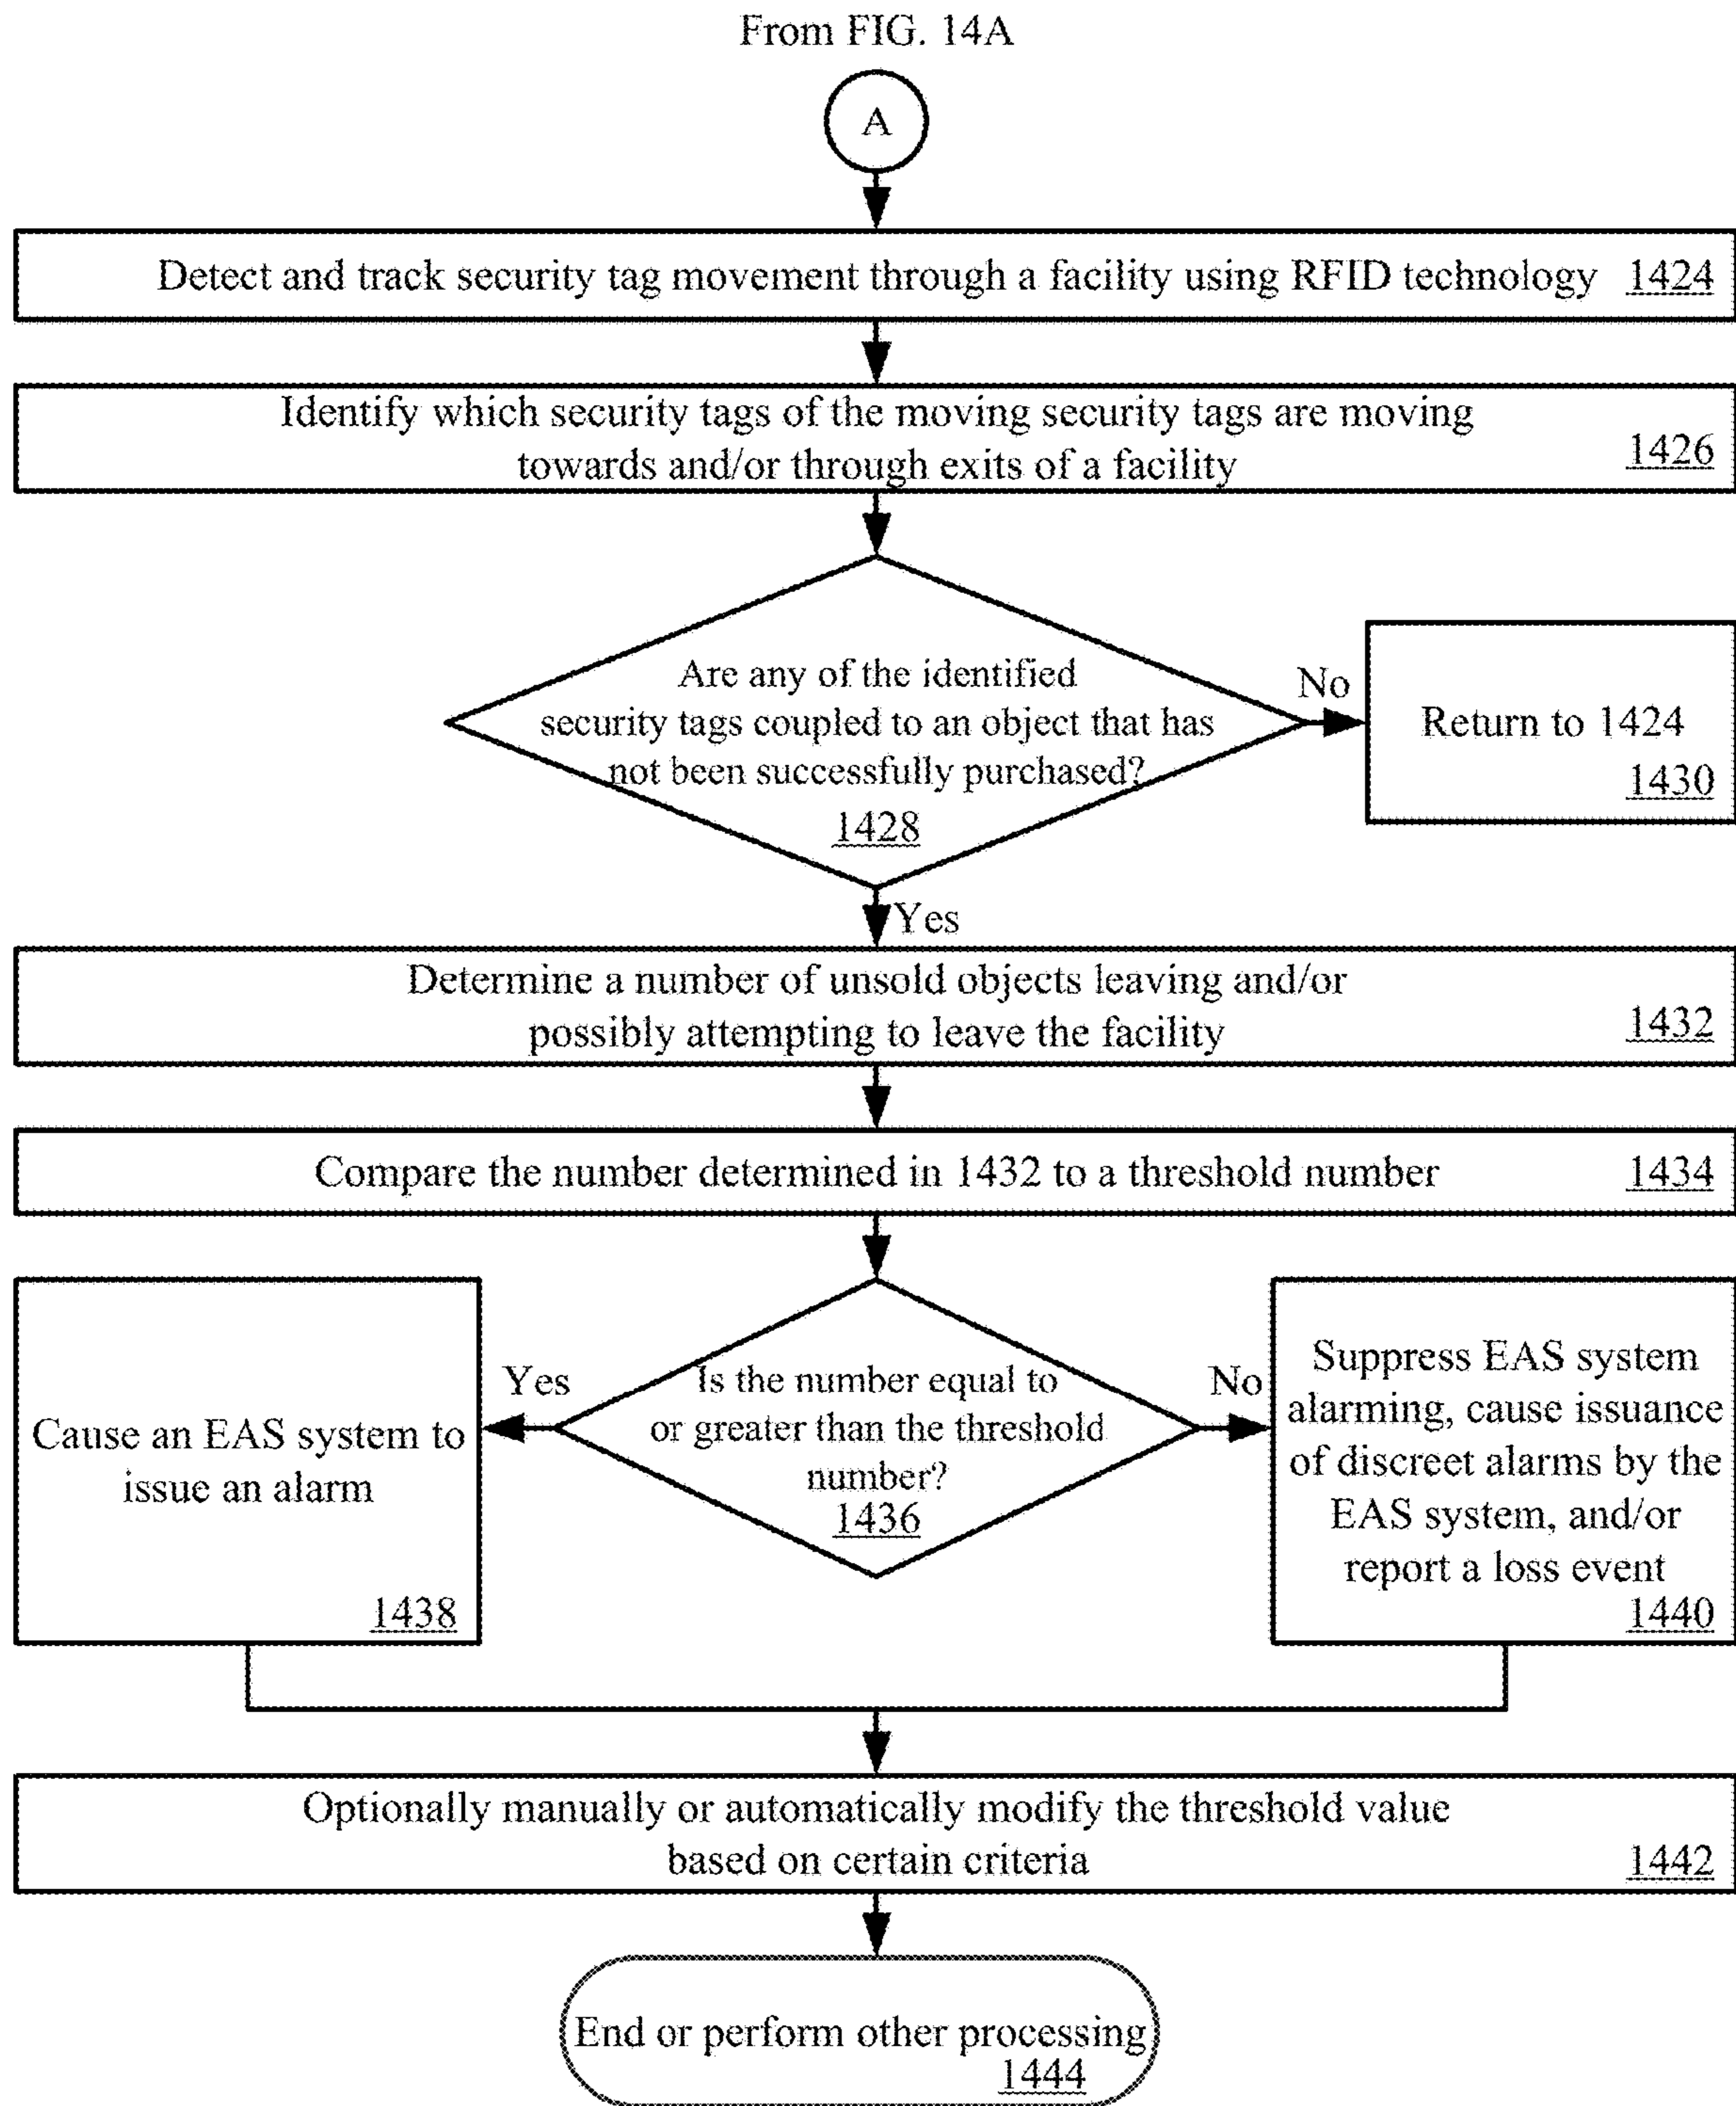 From FIG. 14A
A
Detect and track security tag movement through a facility using RFID technology 1424
Identify which security tags of the moving security tags are moving
towards and/or through exits of a facility
1426
Are any of the identified
security tags coupled to an object that has
not been successfully purchased?
1428
No
Return to 1424
1430
Yes
Determine a number of unsold objects leaving and/or
possibly attempting to leave the facility
1432
Compare the number determined in 1432 to a threshold number 1434
Is the number equal to
or greater than the threshold
number?
1436
Yes
Cause an EAS system to
issue an alarm
1438
No
Suppress EAS system
alarming, cause issuance
of discreet alarms by the
EAS system, and/or
report a loss event
1440
Optionally manually or automatically modify the threshold value
based on certain criteria
1442
End or perform other processing
1444